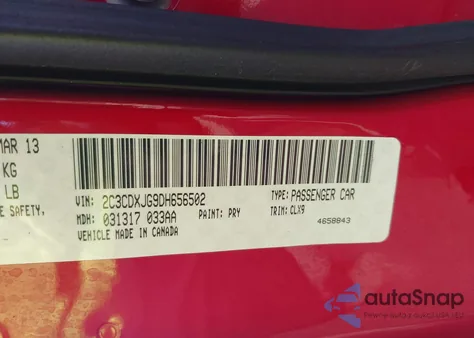 MAR 13
KG
LB
E SAFETY,
VIN: 2C3CDXJG9DH656502
TYPE: PASSENGER CAR
MDH: 031317 033AA
PAINT: PRY
TRIM: CLX9
VEHICLE MADE IN CANADA
4658843
autoSnap